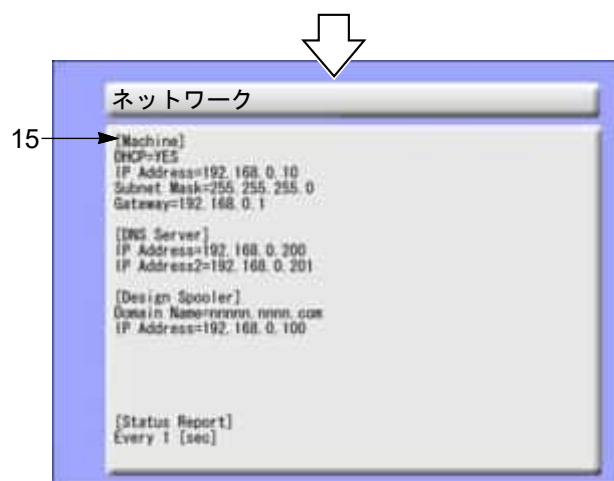 ネットワーク
15
[Machine]
DHCP=YES
IP Address=192.168.0.10
Subnet Mask=255.255.255.0
Gateway=192.168.0.1
[DNS Server]
IP Address=192.168.0.200
IP Address2=192.168.0.201
[Design Spooler]
Domain Name=nnnnn.nnnn.com
IP Address=192.168.0.100
[Status Report]
Every 1 [sec]